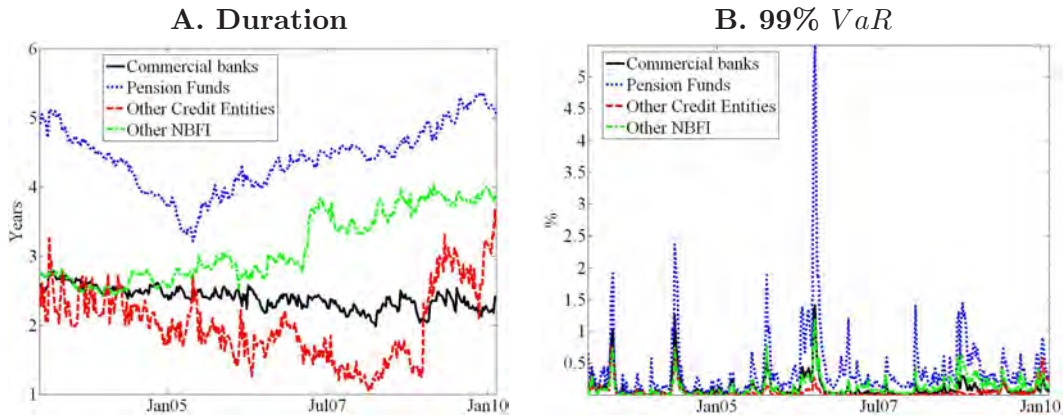 A. Duration
6
5
4
3
2
1
Years
Commercial banks
Pension Funds
Other Credit Entities
Other NBFI
Jan05
Jul07
Jan10
B. 99% VaR
5
4.5
4
3.5
3
2.5
2
1.5
1
0.5
%
Commercial banks
Pension Funds
Other Credit Entities
Other NBFI
Jan05
Jul07
Jan10